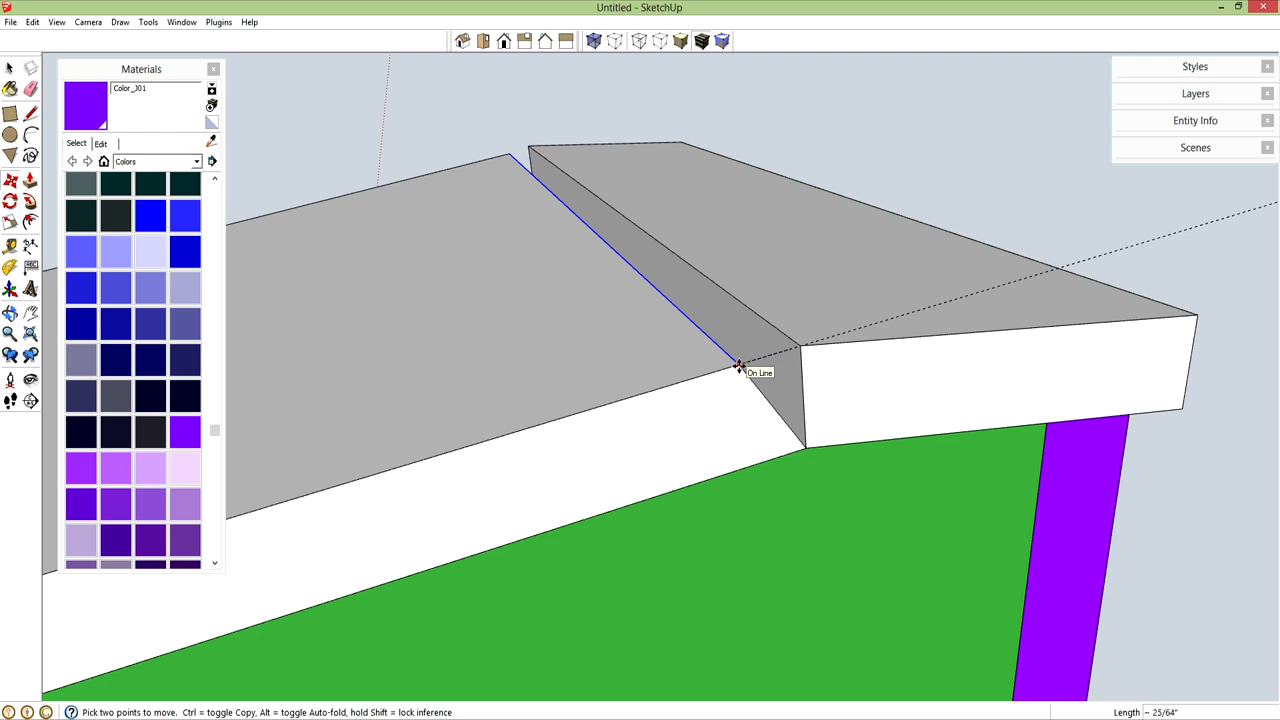 Untitled - SketchUp
File Edit View Camera Draw Tools Window Plugins Help
Materials
Color_J01
Select Edit
Colors
Styles
Layers
Entity Info
Scenes
On Line
Pick two points to move. Ctrl = toggle Copy, Alt = toggle Auto-fold, hold Shift = lock inference
Length ~ 25/64"